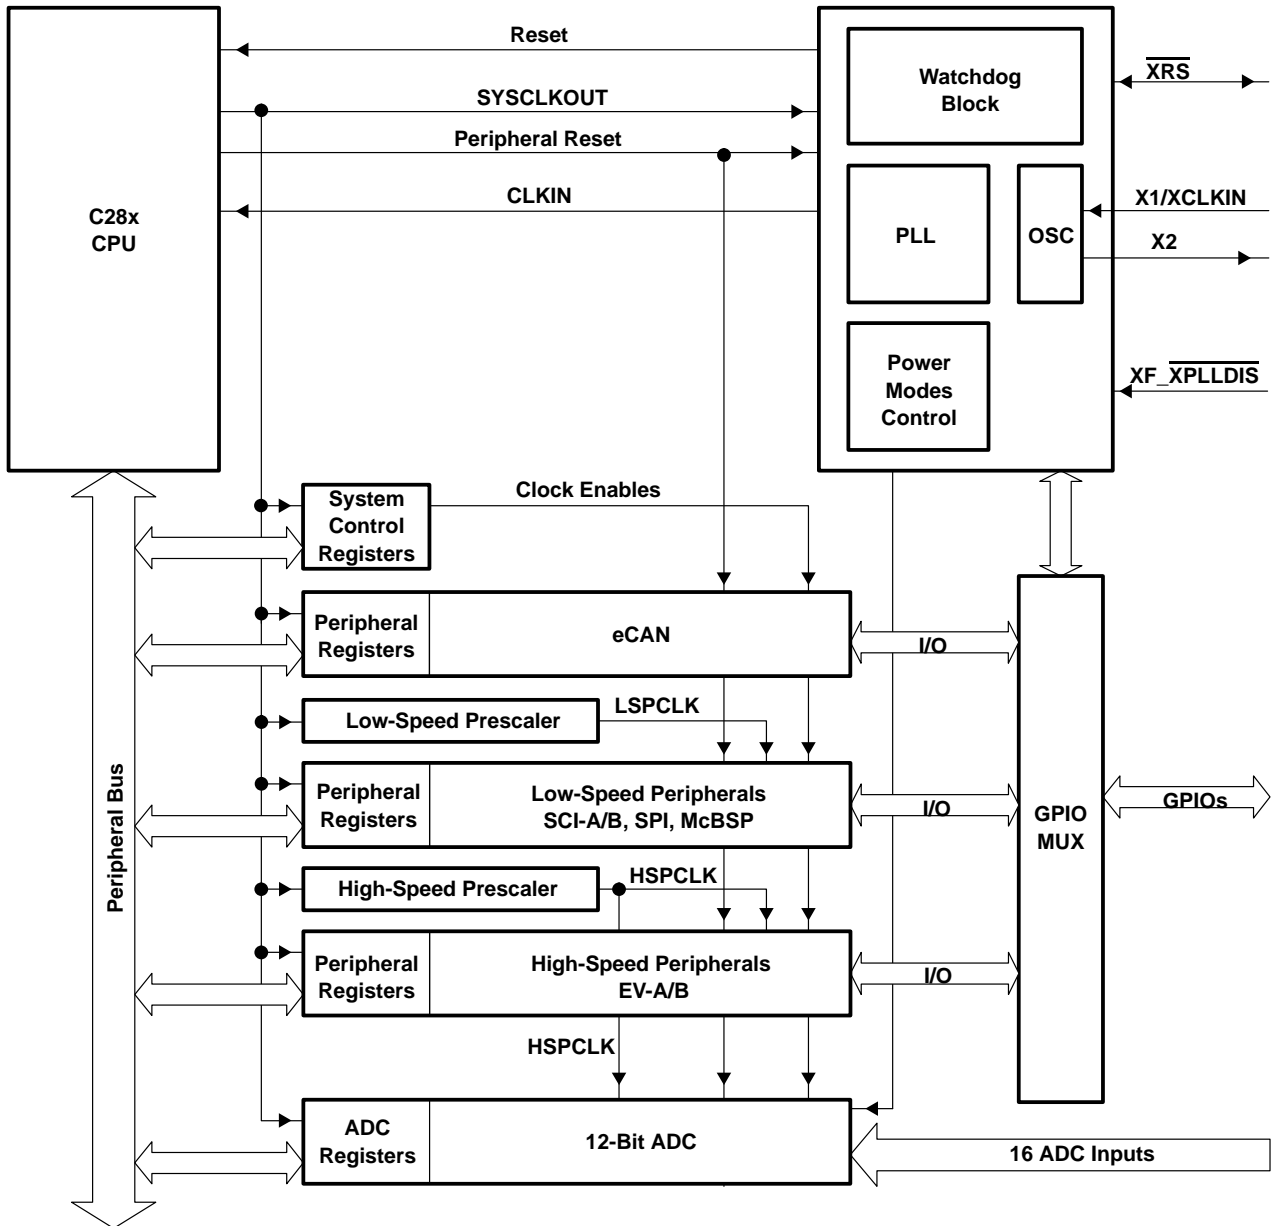 Reset
Watchdog
Block
XRS
SYSCLKOUT
Peripheral Reset
C28x
CPU
CLKIN
PLL
OSC
X1/XCLKIN
X2
Power
Modes
Control
XF_XPLLDIS
System
Control
Registers
Clock Enables
Peripheral
Registers
eCAN
I/O
Low-Speed Prescaler
LSPCLK
Peripheral Bus
Peripheral
Registers
Low-Speed Peripherals
SCI-A/B, SPI, McBSP
I/O
GPIO
MUX
GPIOs
High-Speed Prescaler
HSPCLK
Peripheral
Registers
High-Speed Peripherals
EV-A/B
I/O
HSPCLK
ADC
Registers
12-Bit ADC
16 ADC Inputs